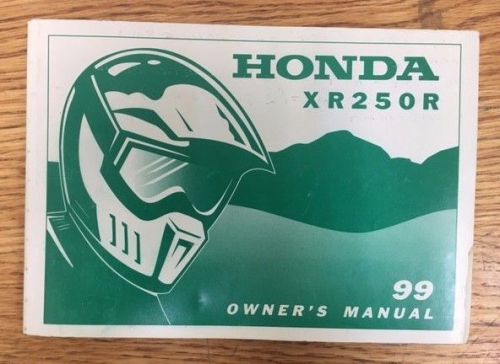 HONDA
XR250R
99
OWNER'S MANUAL